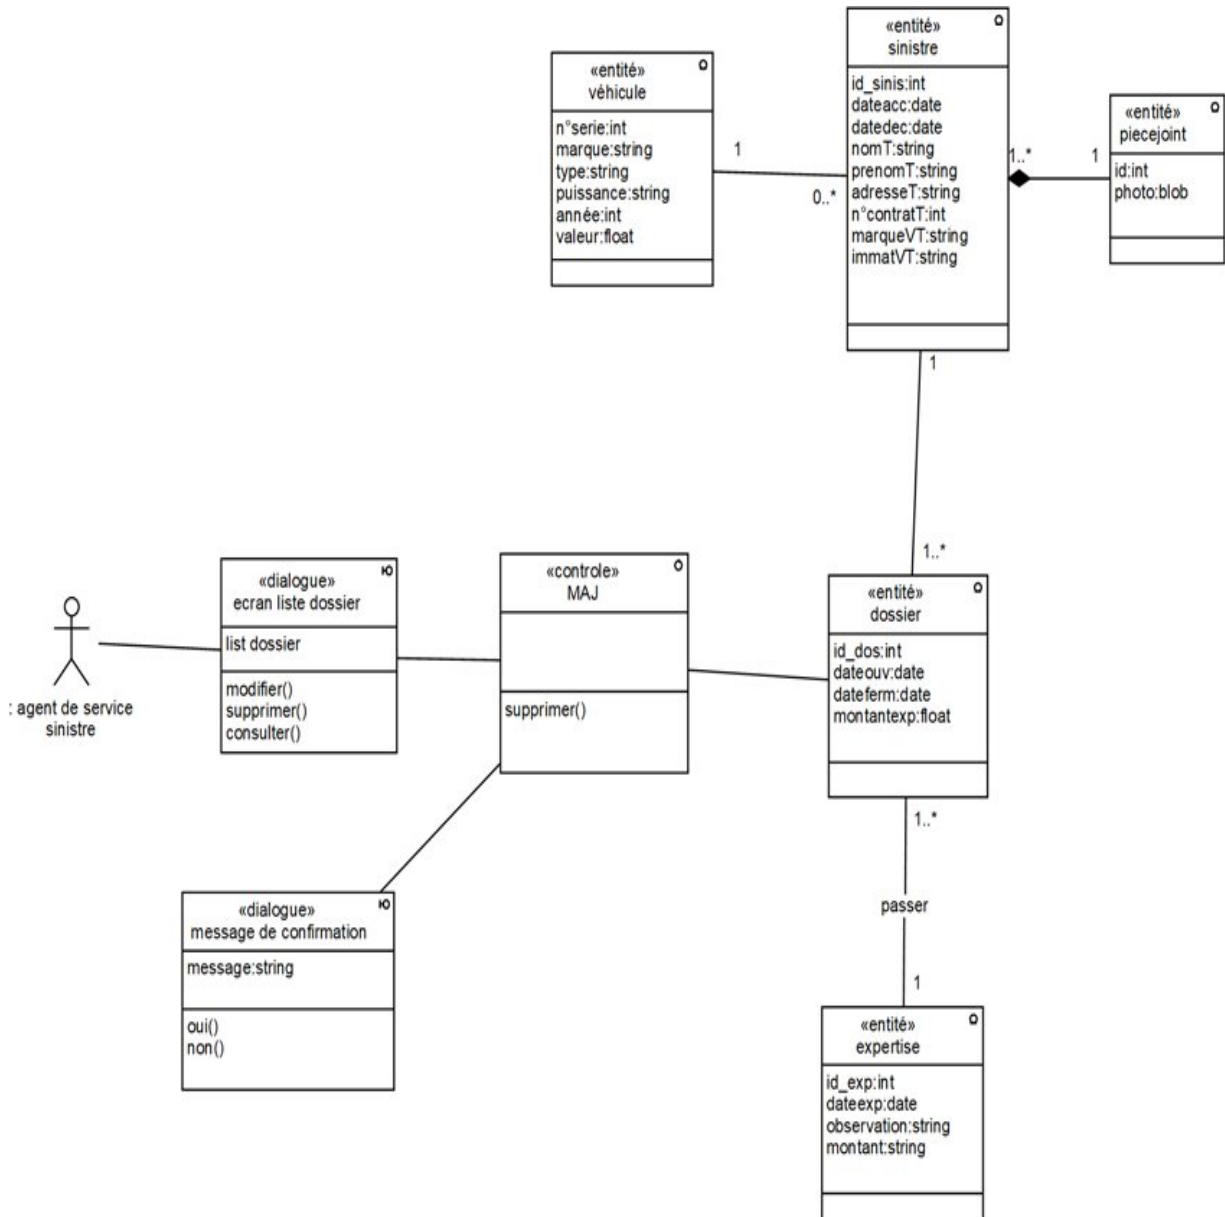 «entité»
sinistre
id_sinis:int
dateacc:date
datedec:date
nomT:string
prenomT:string
adresseT:string
n°contratT:int
marqueVT:string
immatVT:string
«entité»
véhicule
n°serie:int
marque:string
type:string
puissance:string
année:int
valeur:float
1
0..*
«entité»
piecejoint
id:int
photo:blob
1..*
1
1
1..*
«dialogue»
ecran liste dossier
list dossier
modifier()
supprimer()
consulter()
«controle»
MAJ
supprimer()
«entité»
dossier
id_dos:int
dateouv:date
dateferm:date
montantexp:float
: agent de service
sinistre
1..*
passer
1
«dialogue»
message de confirmation
message:string
oui()
non()
«entité»
expertise
id_exp:int
dateexp:date
observation:string
montant:string